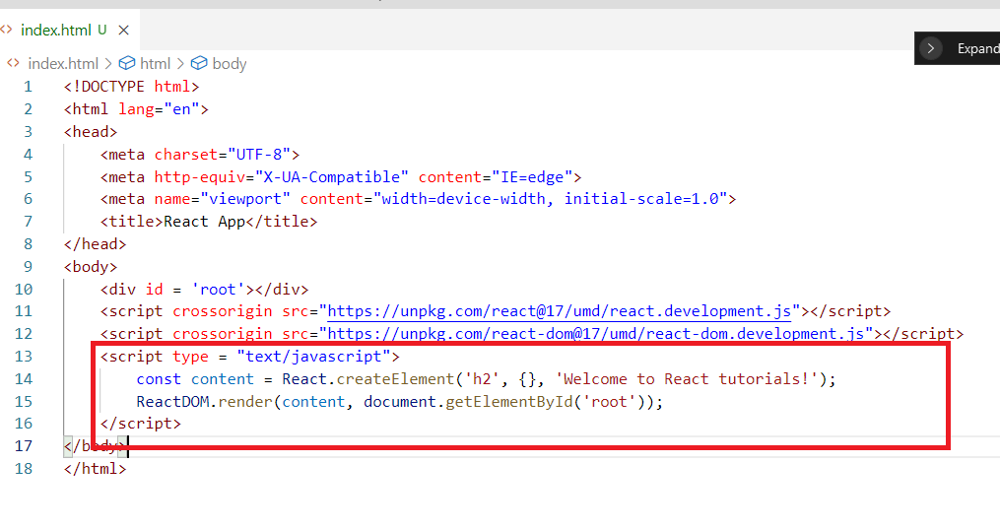 index.html U
Expand
index.html > html > body
1 <!DOCTYPE html>
2 <html lang="en">
3 <head>
4 <meta charset="UTF-8">
5 <meta http-equiv="X-UA-Compatible" content="IE=edge">
6 <meta name="viewport" content="width=device-width, initial-scale=1.0">
7 <title>React App</title>
8 </head>
9 <body>
10 <div id = 'root'></div>
11 <script crossorigin src="https://unpkg.com/react@17/umd/react.development.js"></script>
12 <script crossorigin src="https://unpkg.com/react-dom@17/umd/react-dom.development.js"></script>
13 <script type = "text/javascript">
14 const content = React.createElement('h2', {}, 'Welcome to React tutorials!');
15 ReactDOM.render(content, document.getElementById('root'));
16 </script>
17 </body>
18 </html>